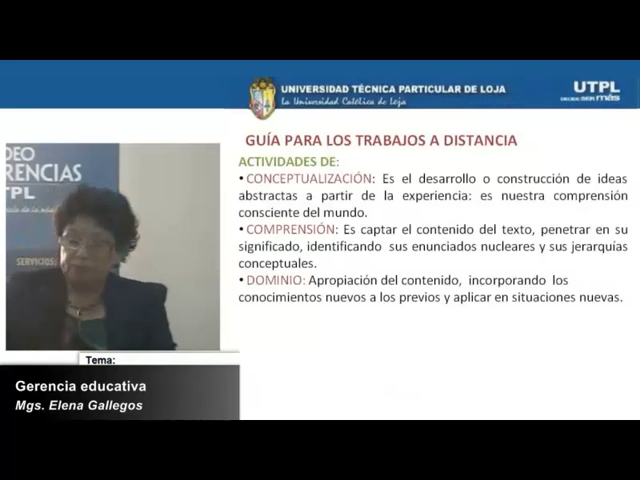 UNIVERSIDAD TÉCNICA PARTICULAR DE LOJA
La Universidad Católica de Loja
UTPL
DECIDE SER MÁS
GUÍA PARA LOS TRABAJOS A DISTANCIA
ACTIVIDADES DE:
•CONCEPTUALIZACIÓN: Es el desarrollo o construcción de ideas
abstractas a partir de la experiencia: es nuestra comprensión
consciente del mundo.
•COMPRENSIÓN: Es captar el contenido del texto, penetrar en su
significado, identificando sus enunciados nucleares y sus jerarquías
conceptuales.
•DOMINIO: Apropiación del contenido, incorporando los
conocimientos nuevos a los previos y aplicar en situaciones nuevas.
DEO
RENCIAS
TPL
SERVICIOS:
Tema:
Gerencia educativa
Mgs. Elena Gallegos